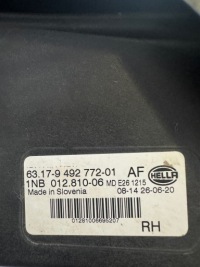 63.17-9 492 772-01 AF HELLA
1NB 012.810-06 MD E26 1215
Made in Slovenia 08-14 26-06-20
01281006695207
RH